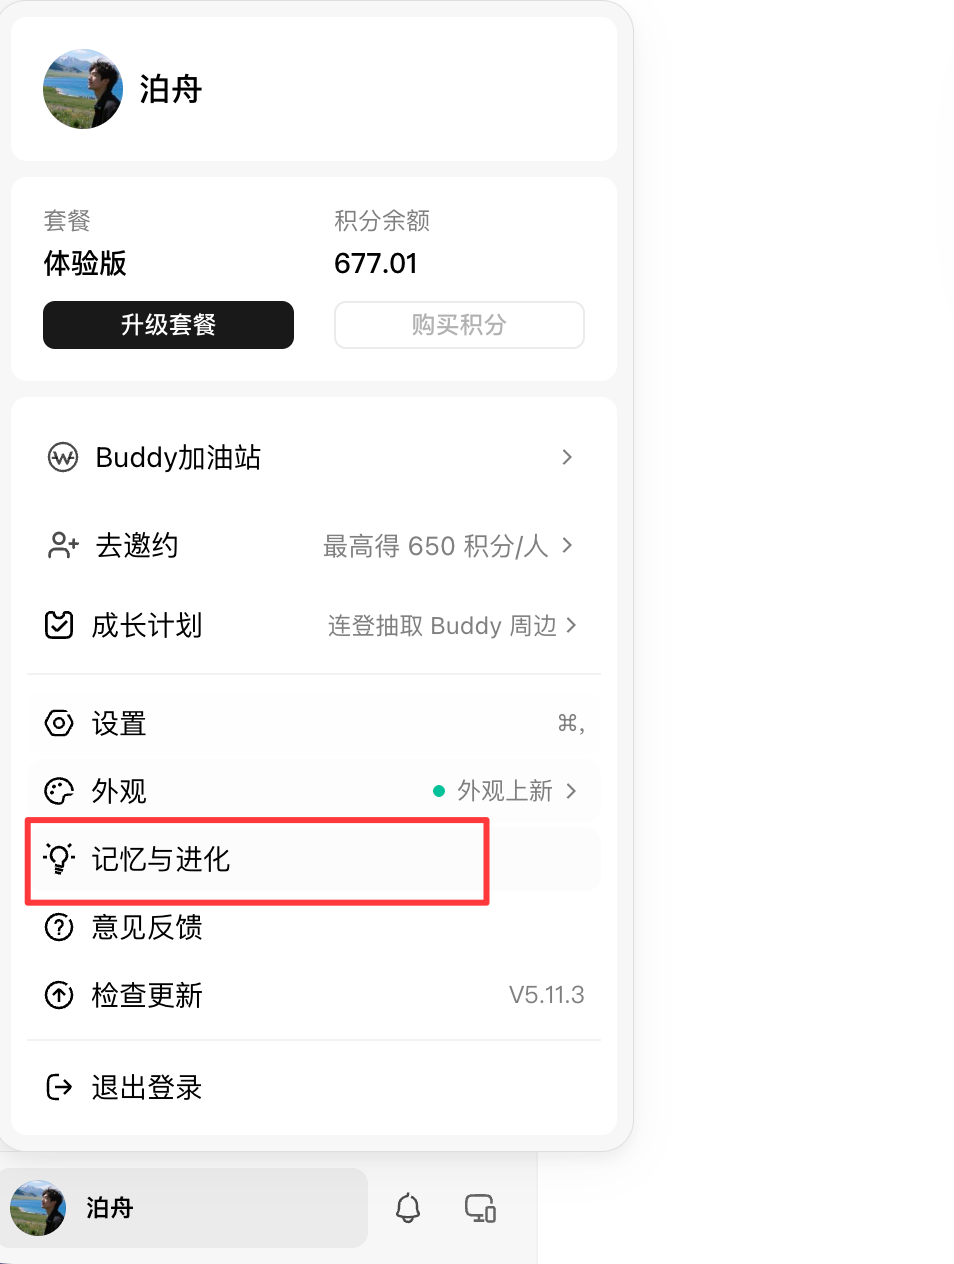 泊舟
套餐
积分余额
体验版
677.01
升级套餐
购买积分
Buddy加油站
去邀约 最高得 650 积分/人
成长计划 连登抽取 Buddy 周边
设置 ⌘,
外观 外观上新
记忆与进化
意见反馈
检查更新 V5.11.3
退出登录
泊舟